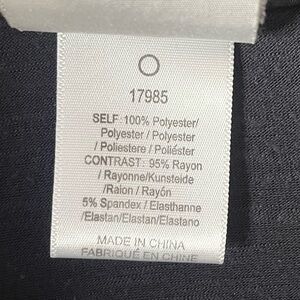 17985
SELF: 100% Polyester/
Polyester / Polyester
/ Poliestere / Poliéster
CONTRAST: 95% Rayon
/ Rayonne/Kunsteide
/Raion / Rayón
5% Spandex / Elasthanne
/Elastan/Elastan/Elastano
MADE IN CHINA
FABRIQUÉ EN CHINE